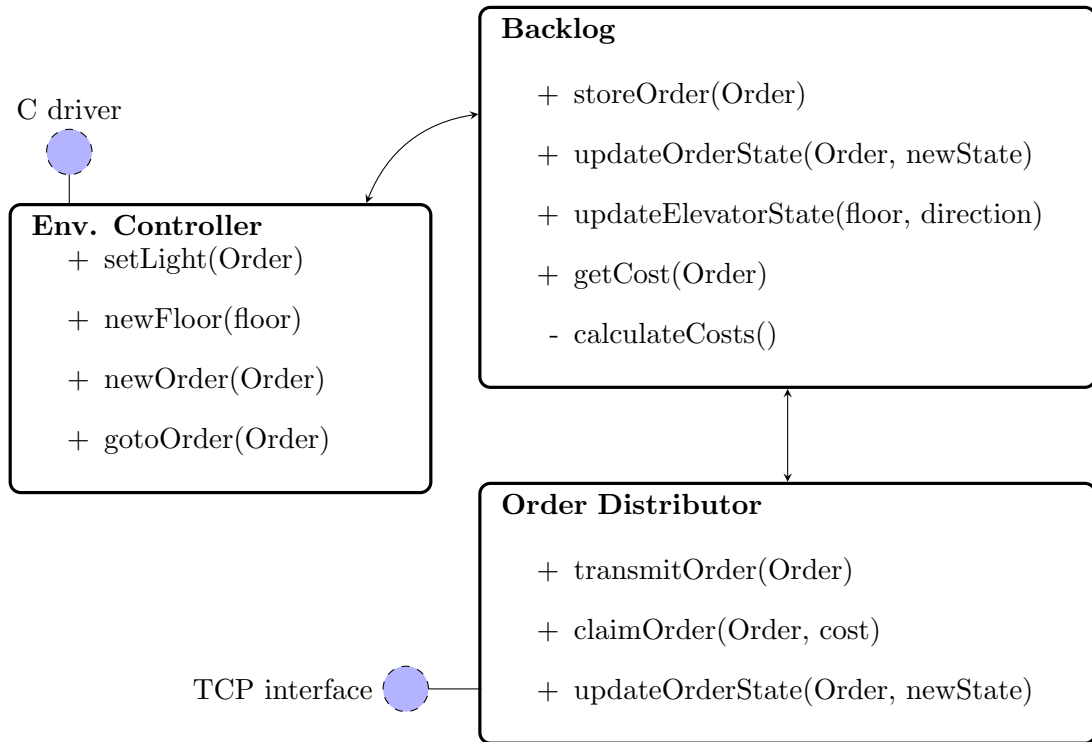 C driver
Env. Controller
+ setLight(Order)
+ newFloor(floor)
+ newOrder(Order)
+ gotoOrder(Order)
Backlog
+ storeOrder(Order)
+ updateOrderState(Order, newState)
+ updateElevatorState(floor, direction)
+ getCost(Order)
- calculateCosts()
Order Distributor
+ transmitOrder(Order)
+ claimOrder(Order, cost)
+ updateOrderState(Order, newState)
TCP interface